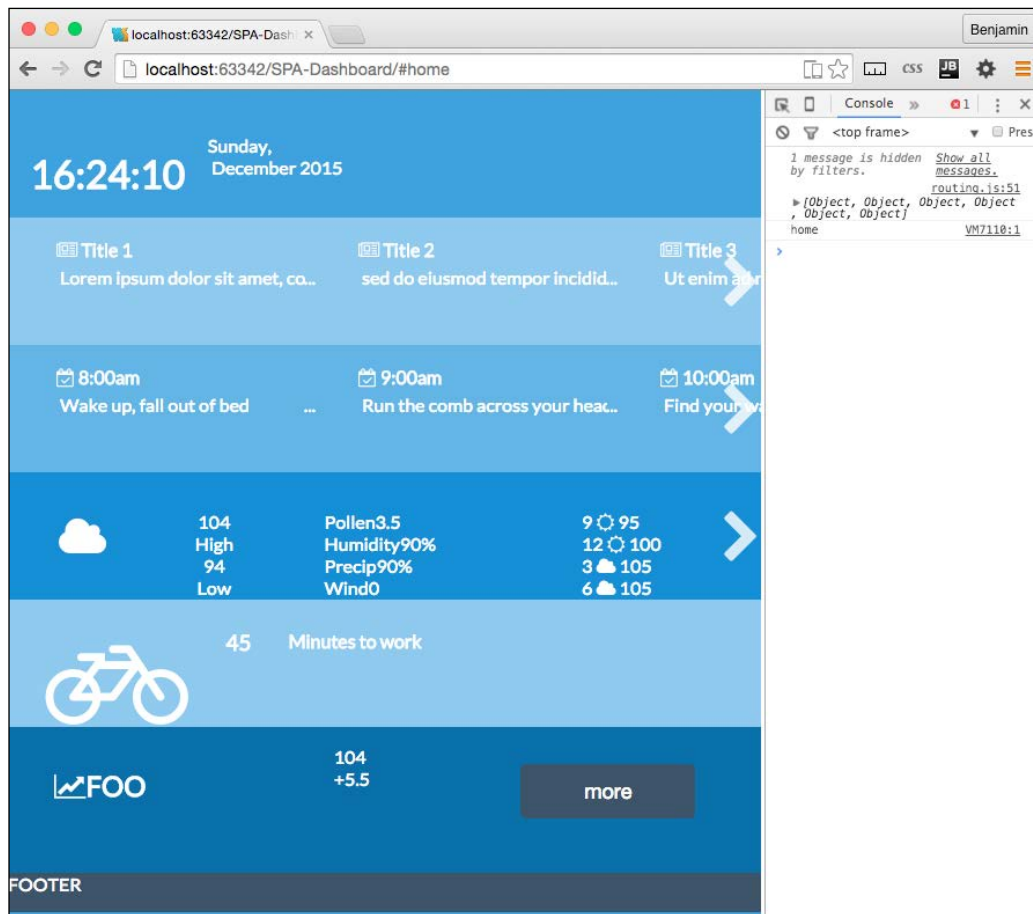 localhost:63342/SPA-Dash
Benjamin
localhost:63342/SPA-Dashboard/#home
css
JB
Console
1
<top frame>
Pres
1 message is hidden by filters.
Show all messages.
routing.js:51
[Object, Object, Object, Object
, Object, Object]
home
VM7110:1
16:24:10
Sunday,
December 2015
Title 1
Title 2
Title 3
Lorem ipsum dolor sit amet, co...
sed do eiusmod tempor incidid...
Ut enim
8:00am
9:00am
10:00am
Wake up, fall out of bed ...
Run the comb across your heac...
Find your
104
Pollen3.5
9 95
High
Humidity90%
12 100
94
Precip90%
3 105
Low
Wind0
6 105
45
Minutes to work
FOO
104
+5.5
more
FOOTER